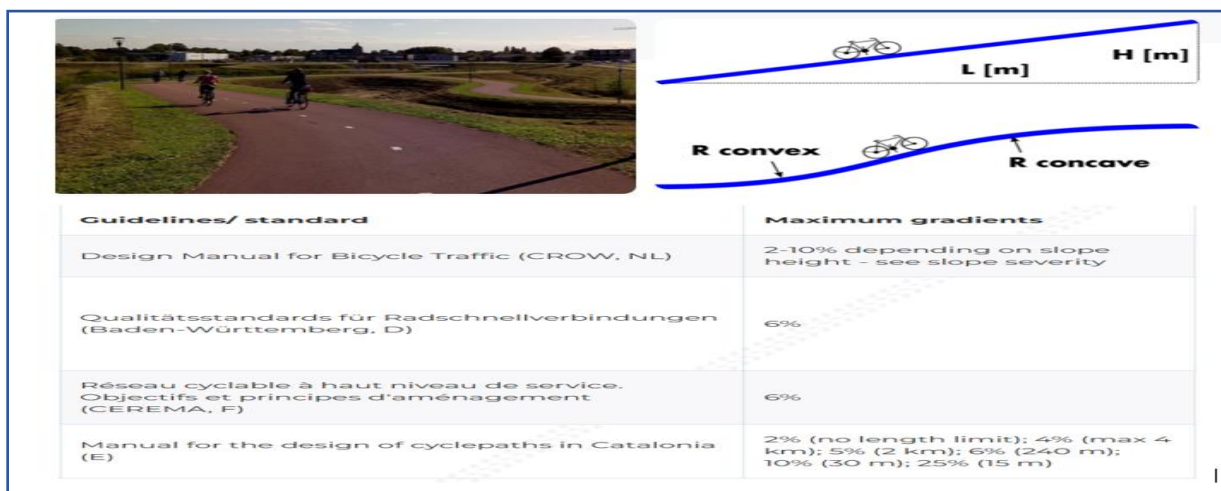 H [m]
L [m]
R convex
R concave
Guidelines/ standard
Maximum gradients
Design Manual for Bicycle Traffic (CROW, NL)
2-10% depending on slope
height - see slope severity
Qualitätsstandards für Radschnellverbindungen
(Baden-Württemberg, D)
6%
Réseau cyclable à haut niveau de service.
Objectifs et principes d'aménagement
(CEREMA, F)
6%
Manual for the design of cyclepaths in Catalonia
(E)
2% (no length limit); 4% (max 4
km); 5% (2 km); 6% (240 m);
10% (30 m); 25% (15 m)